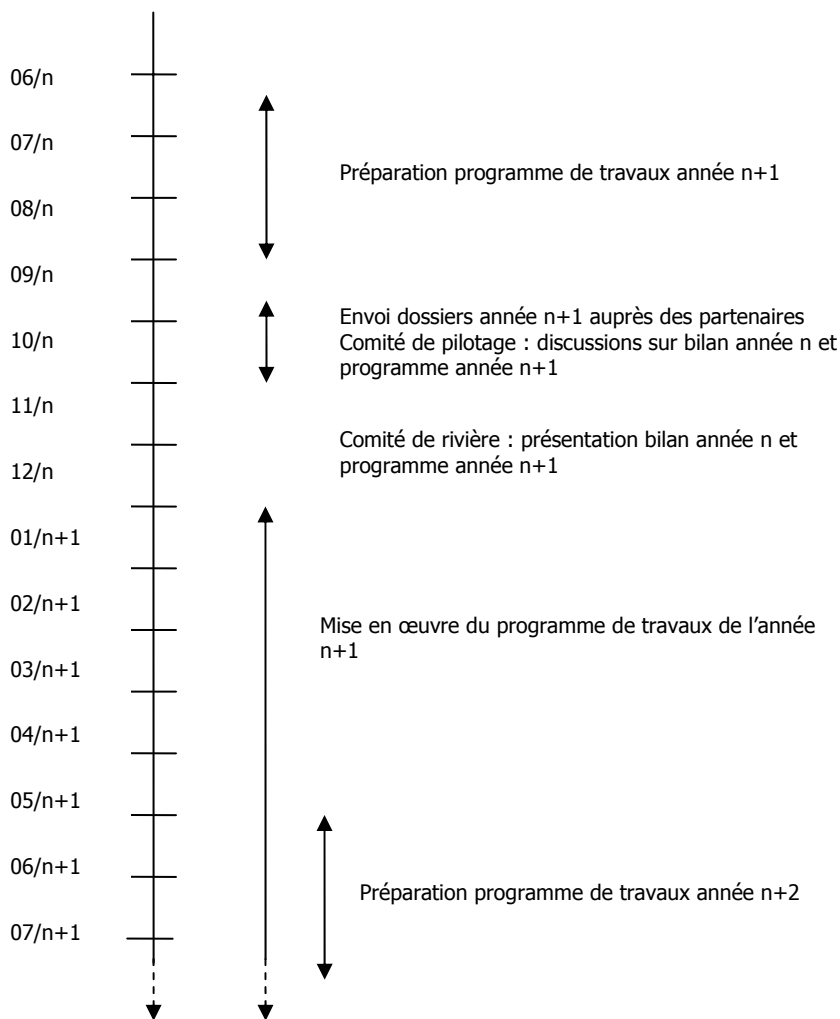 06/n
07/n
Préparation programme de travaux année n+1
08/n
09/n
Envoi dossiers année n+1 auprès des partenaires
10/n
Comité de pilotage : discussions sur bilan année n et
programme année n+1
11/n
Comité de rivière : présentation bilan année n et
programme année n+1
12/n
01/n+1
02/n+1
Mise en œuvre du programme de travaux de l’année
n+1
03/n+1
04/n+1
05/n+1
06/n+1
Préparation programme de travaux année n+2
07/n+1